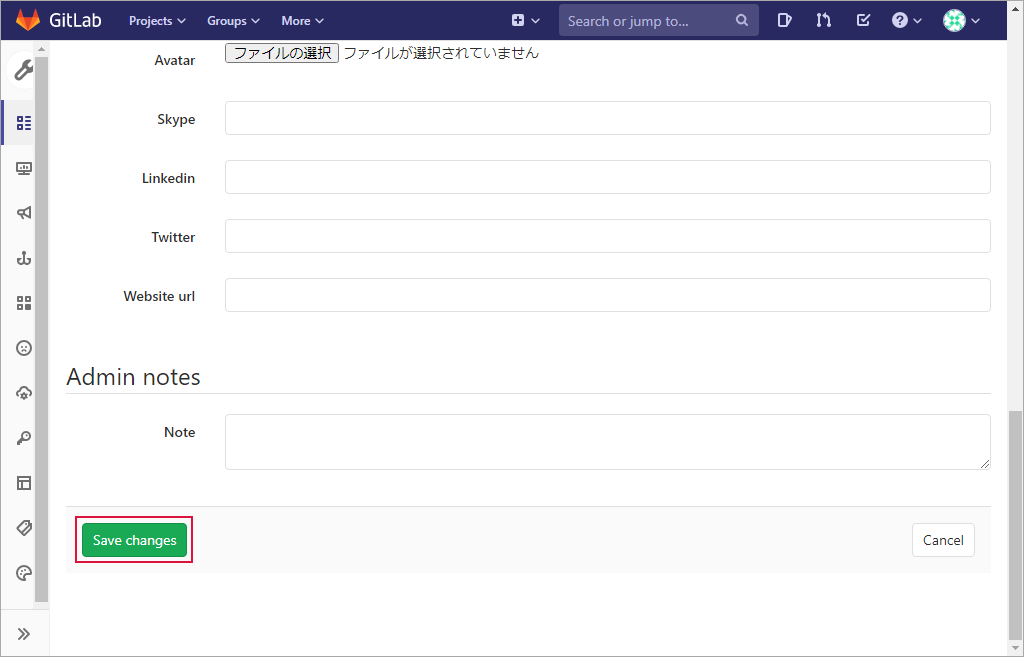 GitLab Projects Groups More Search or jump to...
Avatar ファイルの選択 ファイルが選択されていません
Skype
Linkedin
Twitter
Website url
Admin notes
Note
Save changes Cancel